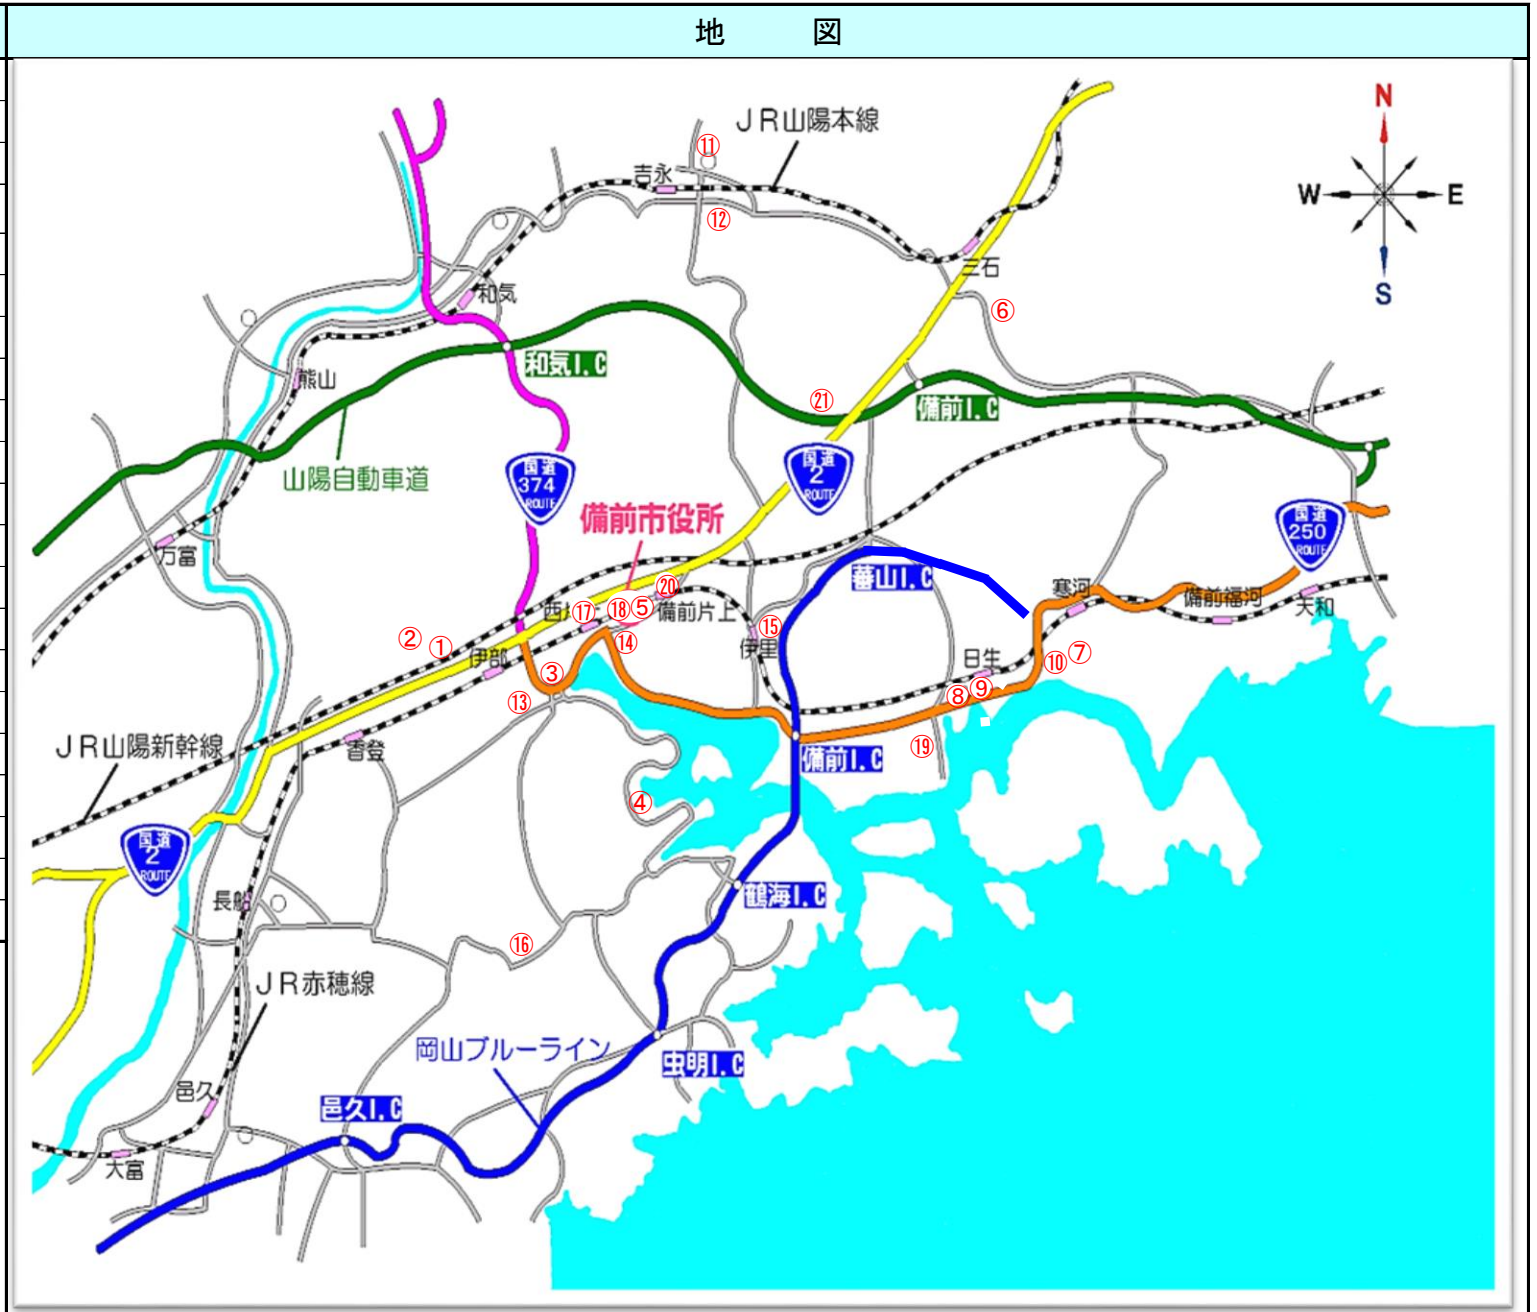 地 図
N
JR山陽本線
⑪
吉永
W
E
⑫
三石
S
和気
⑥
和気I.C
熊山
㉑
備前I.C
山陽自動車道
国道
374
ROUTE
国道
2
ROUTE
備前市役所
国道
250
ROUTE
万富
蕃山I.C
⑳
寒河
備前福河
天和
西
⑰
⑱
⑤
備前片上
②
①
⑭
⑮
伊里
伊部
日生
⑩
⑦
③
⑬
⑧
⑨
JR山陽新幹線
香登
備前I.C
⑲
④
国道
2
ROUTE
長船
鶴海I.C
⑯
JR赤穂線
岡山ブルーライン
虫明I.C
邑久
邑久I.C
大富